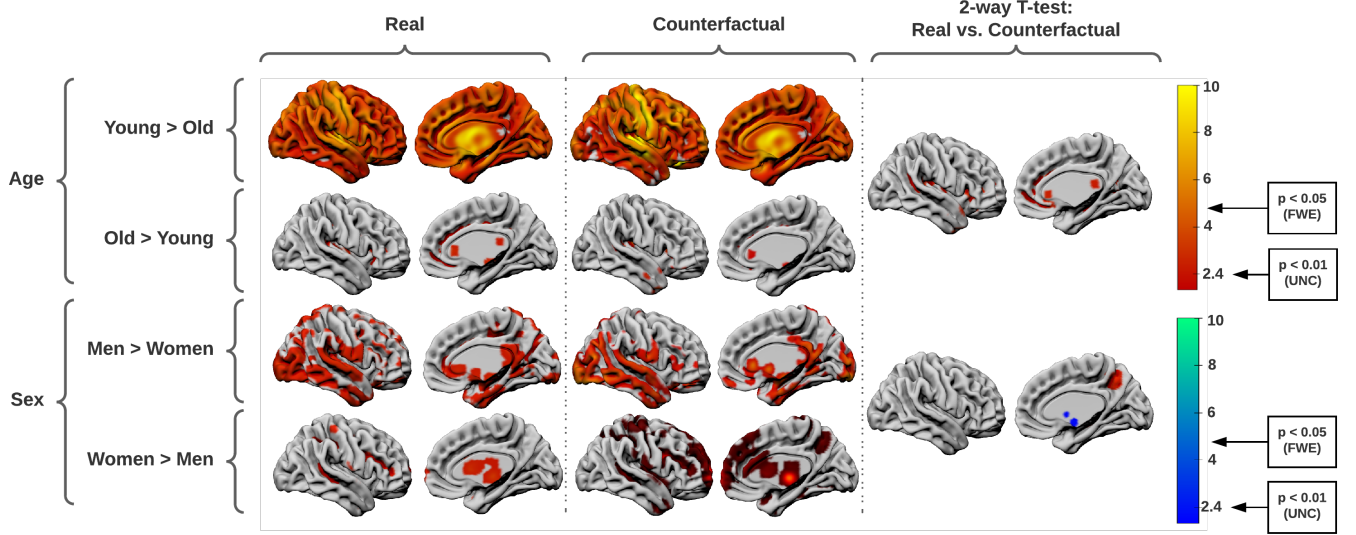 Real
Counterfactual
2-way T-test:
Real vs. Counterfactual
Age
Young > Old
Old > Young
Sex
Men > Women
Women > Men
10
8
6
4
2.4
p < 0.05
(FWE)
p < 0.01
(UNC)
10
8
6
4
2.4
p < 0.05
(FWE)
p < 0.01
(UNC)